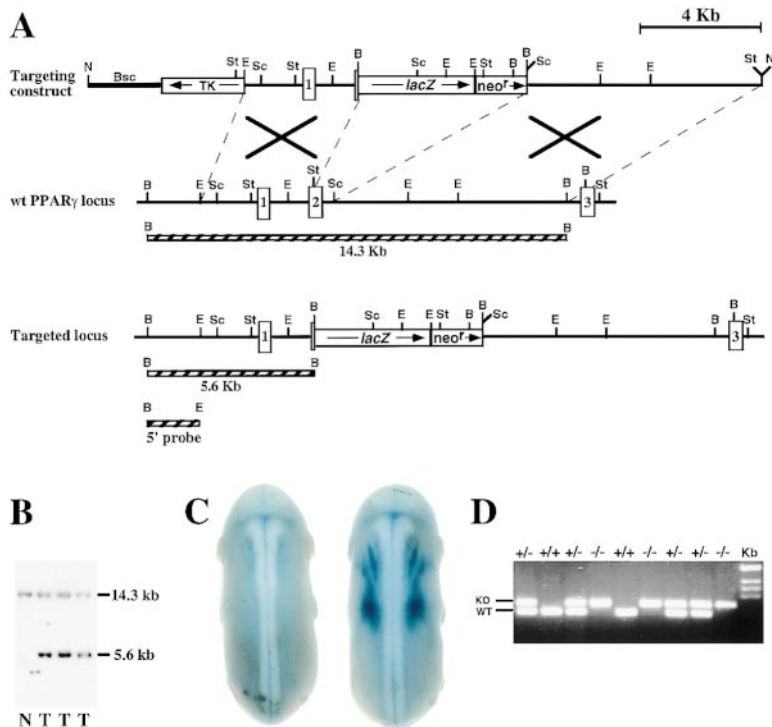 A
4 Kb
N Bsc St E Sc St E B Sc E E St B B Sc E E St N
Targeting construct
TK 1 lacZ neoʳ
B E Sc St E St Sc E E B B St
wt PPARγ locus
1 2 3
14.3 Kb
B E Sc St E B Sc E E St B B Sc E E B B St
Targeted locus
1 lacZ neoʳ 3
B B
5.6 Kb
B E
5' probe
B
14.3 kb
5.6 kb
N T T T
C
D
+/- +/+ +/- -/- +/+ -/- +/- +/- -/- Kb
KO
WT